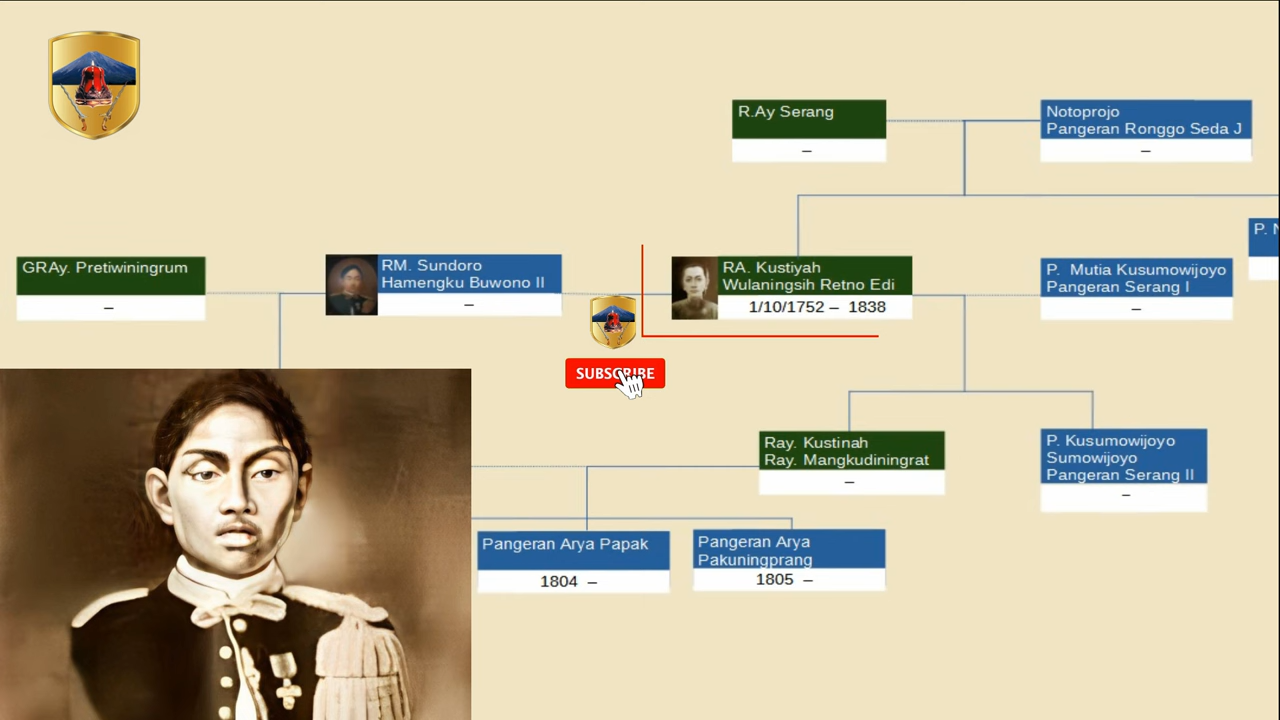 R.Ay Serang
–
Notoprojo
Pangeran Ronggo Seda J
–
P. N
GRAy. Pretiwiningrum
–
RM. Sundoro
Hamengku Buwono II
–
RA. Kustiyah
Wulaningsih Retno Edi
1/10/1752 – 1838
P. Mutia Kusumowijoyo
Pangeran Serang I
–
SUBSCRIBE
Ray. Kustinah
Ray. Mangkudiningrat
–
P. Kusumowijoyo
Sumowijoyo
Pangeran Serang II
–
Pangeran Arya Papak
1804 –
Pangeran Arya
Pakuningprang
1805 –